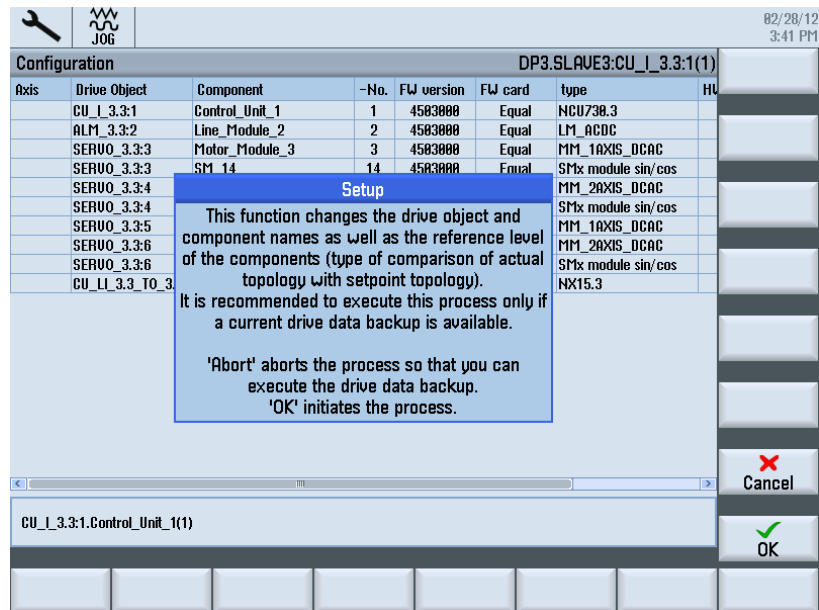 JOG
02/28/12
3:41 PM
Configuration DP3.SLAVE3:CU_I_3.3:1(1)
Axis Drive Object Component -No. FW version FW card type
CU_I_3.3:1 Control_Unit_1 1 4503000 Equal NCU730.3
ALM_3.3:2 Line_Module_2 2 4503000 Equal LM_ACDC
SERVO_3.3:3 Motor_Module_3 3 4503000 Equal MM_1AXIS_DCAC
SERVO_3.3:3 SM_14 14 4503000 Equal SMx module sin/cos
SERVO_3.3:4 MM_2AXIS_DCAC
SERVO_3.3:4 SMx module sin/cos
SERVO_3.3:5 MM_1AXIS_DCAC
SERVO_3.3:6 MM_2AXIS_DCAC
SERVO_3.3:6 SMx module sin/cos
CU_LI_3.3_TO_3. NX15.3
Setup
This function changes the drive object and
component names as well as the reference level
of the components (type of comparison of actual
topology with setpoint topology).
It is recommended to execute this process only if
a current drive data backup is available.
'Abort' aborts the process so that you can
execute the drive data backup.
'OK' initiates the process.
Cancel
CU_I_3.3:1.Control_Unit_1(1)
OK